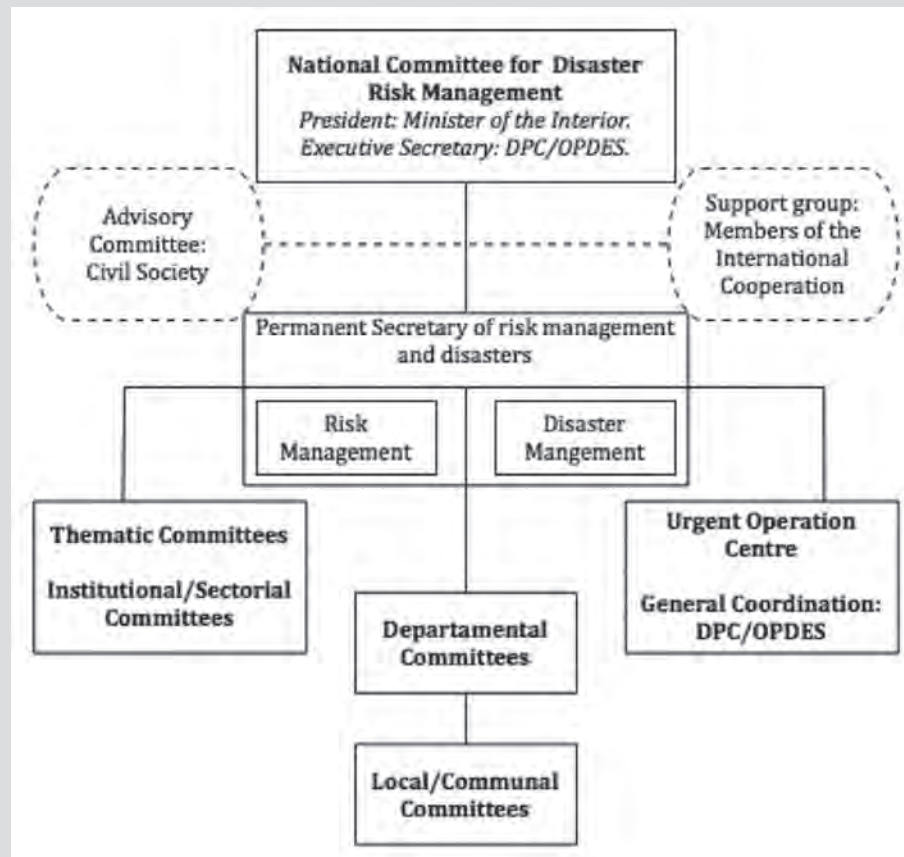 National Committee for Disaster
Risk Management
President: Minister of the Interior.
Executive Secretary: DPC/OPDES.
Advisory
Committee:
Civil Society
Support group:
Members of the
International
Cooperation
Permanent Secretary of risk management
and disasters
Risk
Management
Disaster
Mangement
Thematic Committees
Institutional/Sectorial
Committees
Urgent Operation
Centre
General Coordination:
DPC/OPDES
Departamental
Committees
Local/Communal
Committees